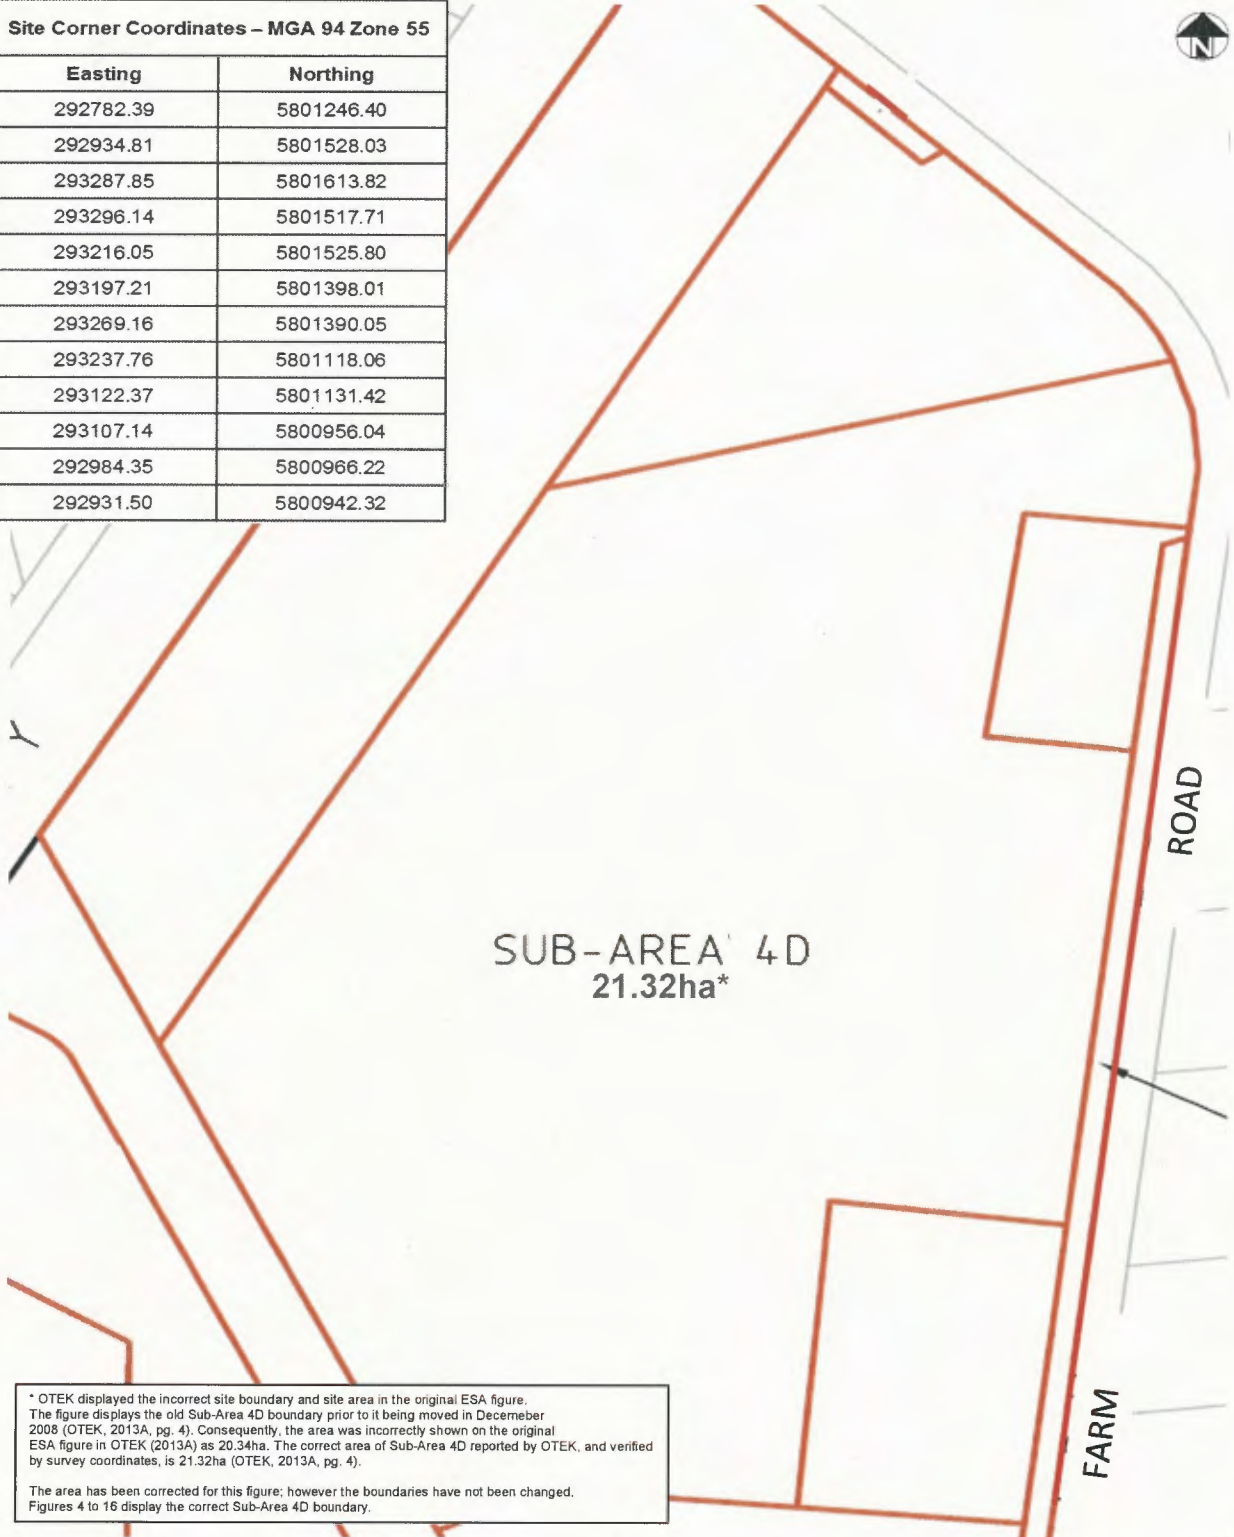 Site Corner Coordinates – MGA 94 Zone 55
Easting Northing
292782.39 5801246.40
292934.81 5801528.03
293287.85 5801613.82
293296.14 5801517.71
293216.05 5801525.80
293197.21 5801398.01
293269.16 5801390.05
293237.76 5801118.06
293122.37 5801131.42
293107.14 5800956.04
292984.35 5800966.22
292931.50 5800942.32
N
Y
ROAD
SUB-AREA 4D
21.32ha*
FARM
* OTEK displayed the incorrect site boundary and site area in the original ESA figure.
The figure displays the old Sub-Area 4D boundary prior to it being moved in Decemeber
2008 (OTEK, 2013A, pg. 4). Consequently, the area was incorrectly shown on the original
ESA figure in OTEK (2013A) as 20.34ha. The correct area of Sub-Area 4D reported by OTEK, and verified
by survey coordinates, is 21.32ha (OTEK, 2013A, pg. 4).
The area has been corrected for this figure; however the boundaries have not been changed.
Figures 4 to 16 display the correct Sub-Area 4D boundary.